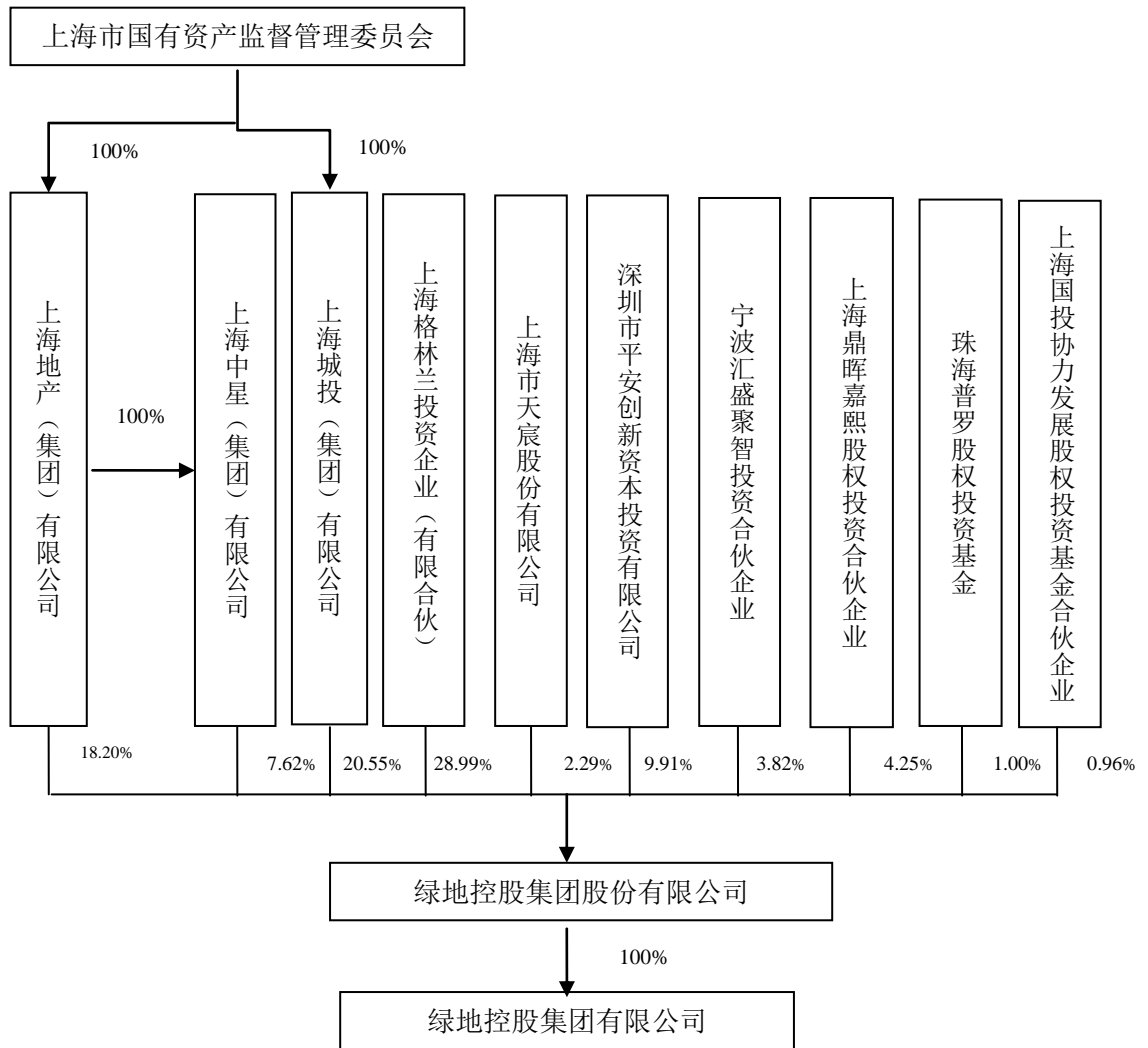 上海市国有资产监督管理委员会
100%
100%
上海地产（集团）有限公司
100%
上海中星（集团）有限公司
上海城投（集团）有限公司
上海格林兰投资企业（有限合伙）
上海市天宸股份有限公司
深圳市平安创新资本投资有限公司
宁波汇盛聚智投资合伙企业
上海鼎晖嘉熙股权投资合伙企业
珠海普罗股权投资基金
上海国投协力发展股权投资基金合伙企业
18.20%
7.62%
20.55%
28.99%
2.29%
9.91%
3.82%
4.25%
1.00%
0.96%
绿地控股集团股份有限公司
100%
绿地控股集团有限公司